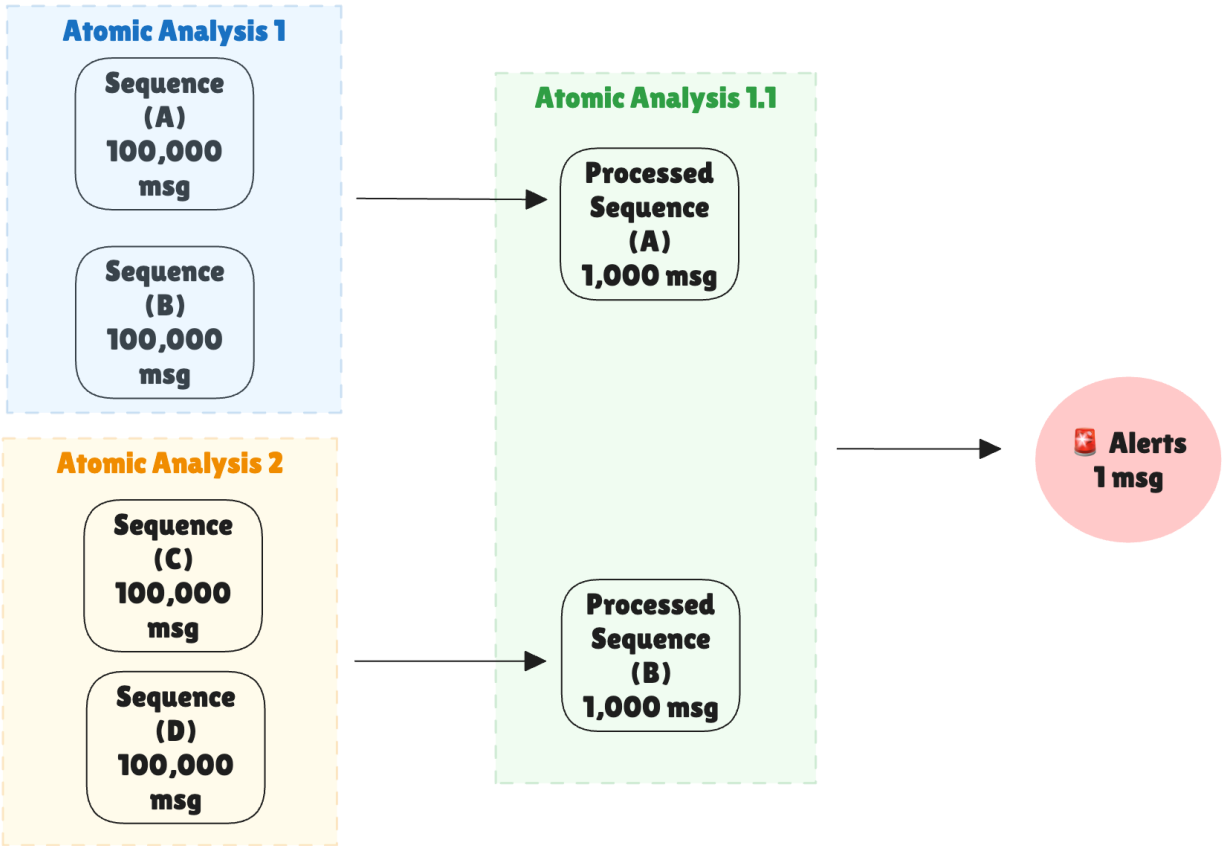 Atomic Analysis 1
Sequence
(A)
100,000
msg
Sequence
(B)
100,000
msg
Atomic Analysis 2
Sequence
(C)
100,000
msg
Sequence
(D)
100,000
msg
Atomic Analysis 1.1
Processed
Sequence
(A)
1,000 msg
Processed
Sequence
(B)
1,000 msg
🚨 Alerts
1 msg